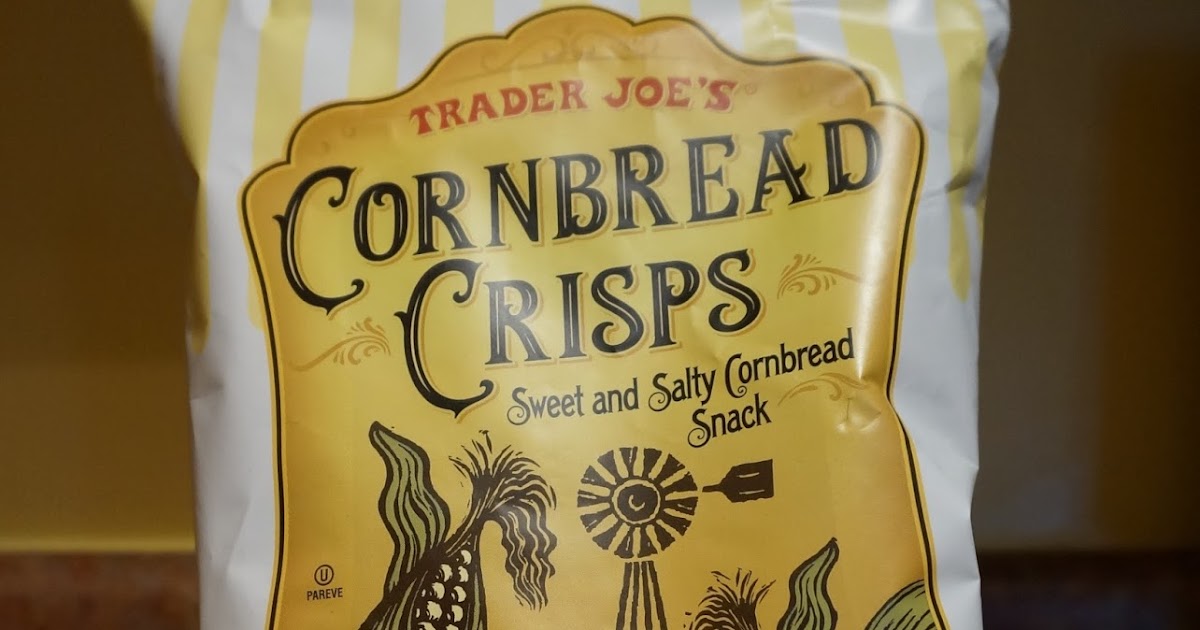 TRADER JOE'S®
CORNBREAD
CRISPS
Sweet and Salty Cornbread
Snack
U
PAREVE